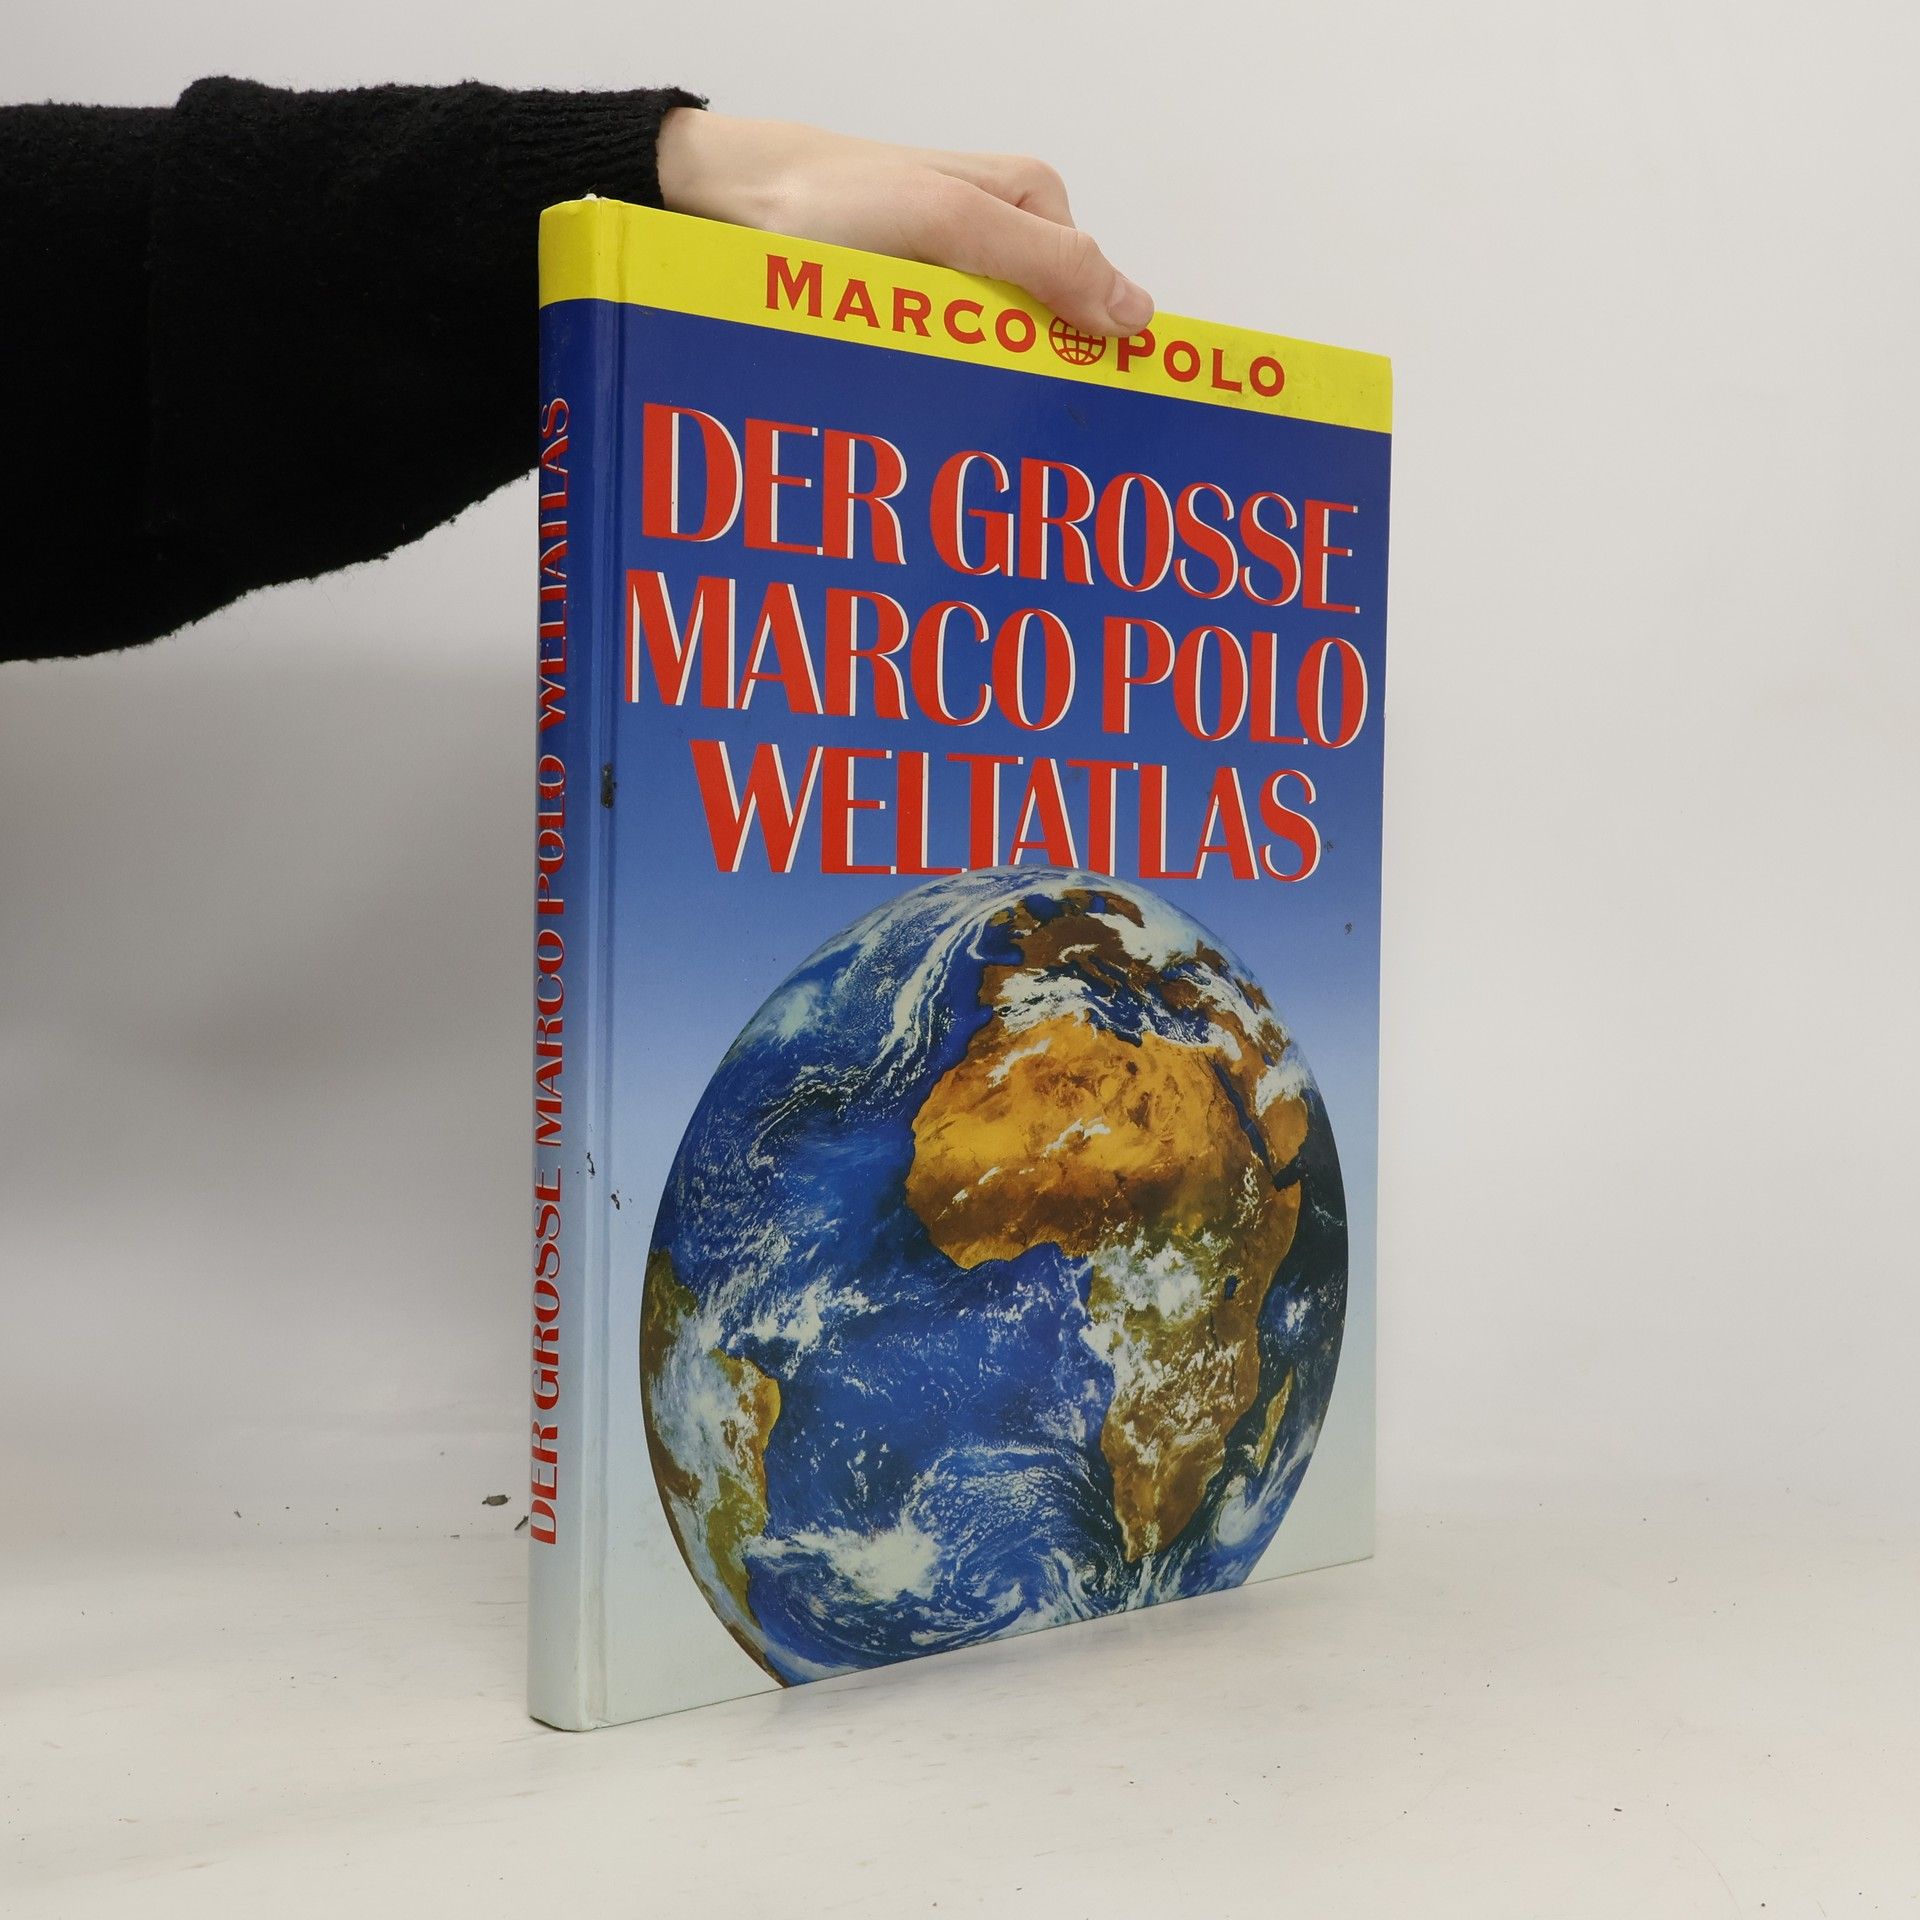 MARCO POLO
DER GROSSE
MARCO POLO
WELTATLAS
DER GROSSE MARCO POLO WELTATLAS